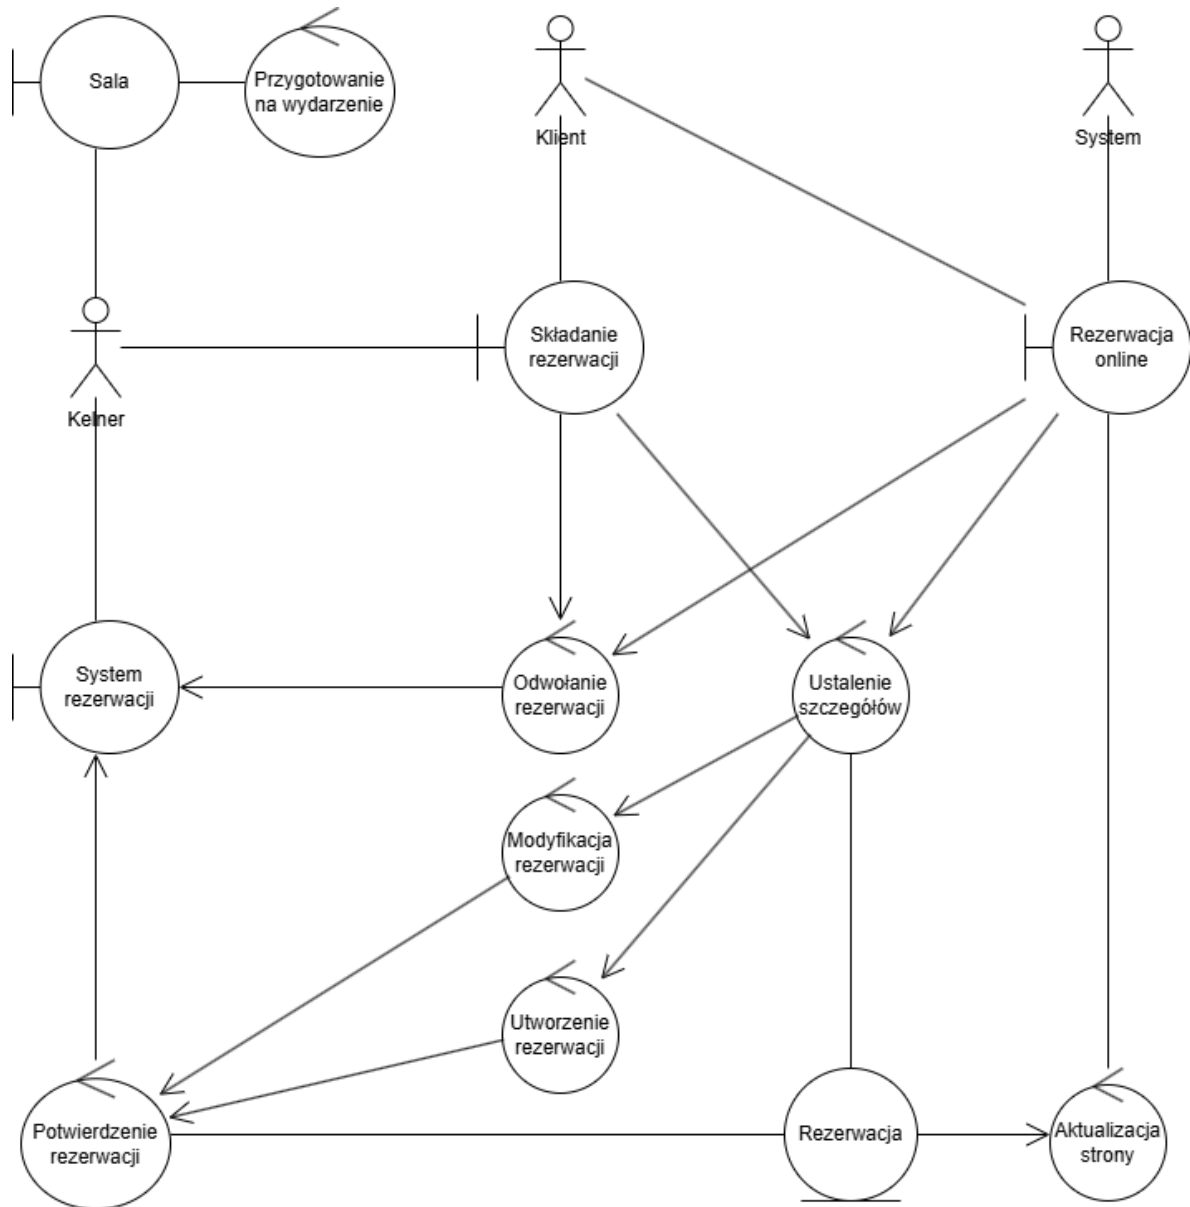 Sala
Przygotowanie
na wydarzenie
Klient
System
Składanie
rezerwacji
Rezerwacja
online
Kelner
System
rezerwacji
Odwołanie
rezerwacji
Ustalenie
szczegółów
Modyfikacja
rezerwacji
Utworzenie
rezerwacji
Potwierdzenie
rezerwacji
Rezerwacja
Aktualizacja
strony